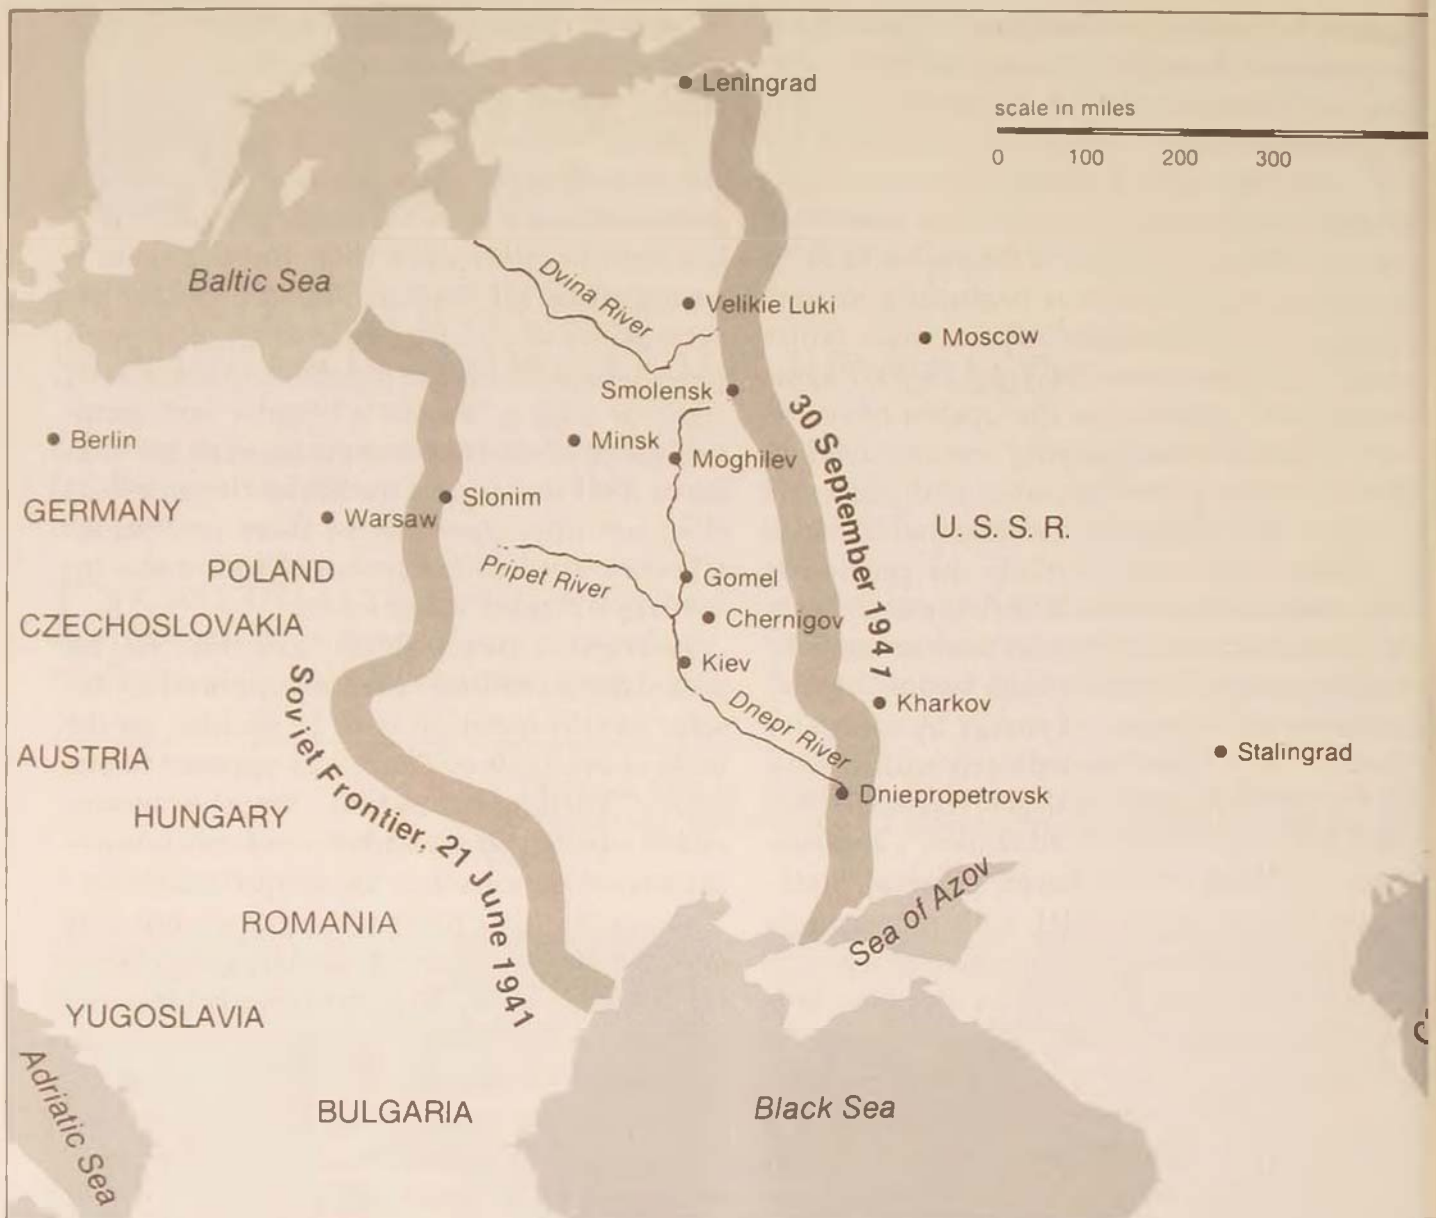 Leningrad
scale in miles
0 100 200 300
Baltic Sea
Dvina River
Velikie Luki
Moscow
Smolensk
30 September 1941
Berlin
Minsk
Moghilev
Slonim
GERMANY
Warsaw
U. S. S. R.
POLAND
Pripet River
Gomel
CZECHOSLOVAKIA
Chernigov
Kiev
Soviet Frontier, 21 June 1941
Dnepr River
Kharkov
AUSTRIA
Stalingrad
HUNGARY
Dniepropetrovsk
Sea of Azov
ROMANIA
YUGOSLAVIA
Adriatic Sea
BULGARIA
Black Sea